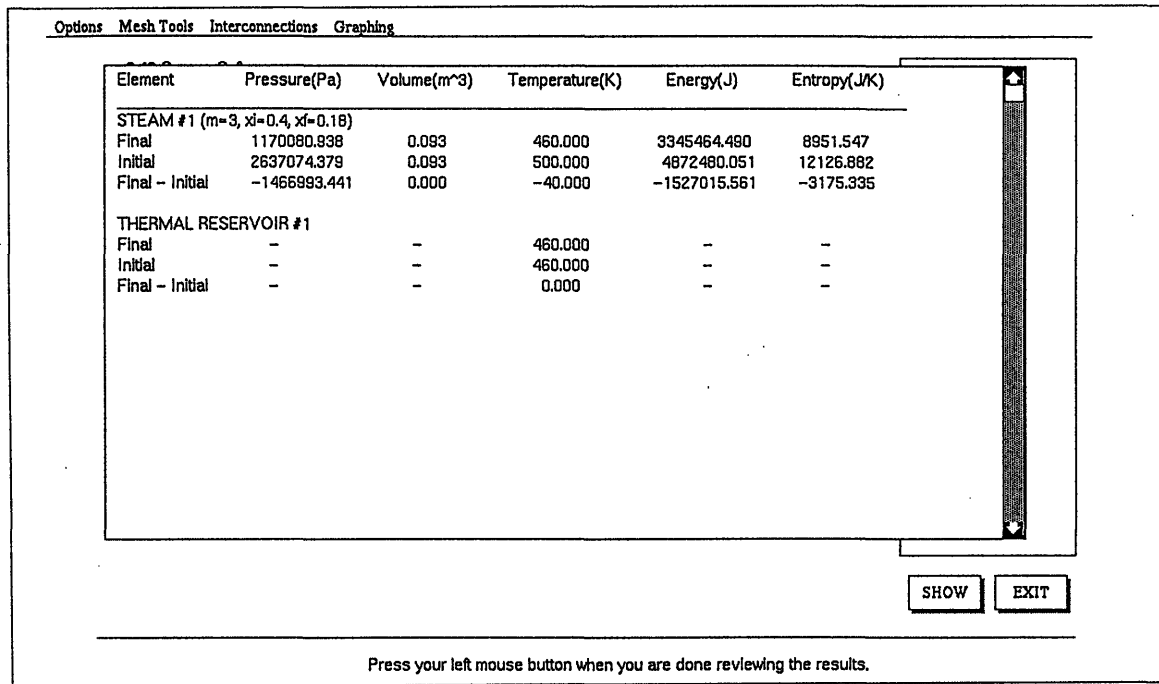 Options Mesh Tools Interconnections Graphing
Element Pressure(Pa) Volume(m^3) Temperature(K) Energy(J) Entropy(J/K)
STEAM #1 (m=3, xi=0.4, xf=0.18)
Final 1170080.938 0.093 460.000 3345464.490 8951.547
Initial 2637074.379 0.093 500.000 4872480.051 12126.882
Final - Initial -1466993.441 0.000 -40.000 -1527015.561 -3175.335
THERMAL RESERVOIR #1
Final - - 460.000 - -
Initial - - 460.000 - -
Final - Initial - - 0.000 - -
SHOW EXIT
Press your left mouse button when you are done reviewing the results.